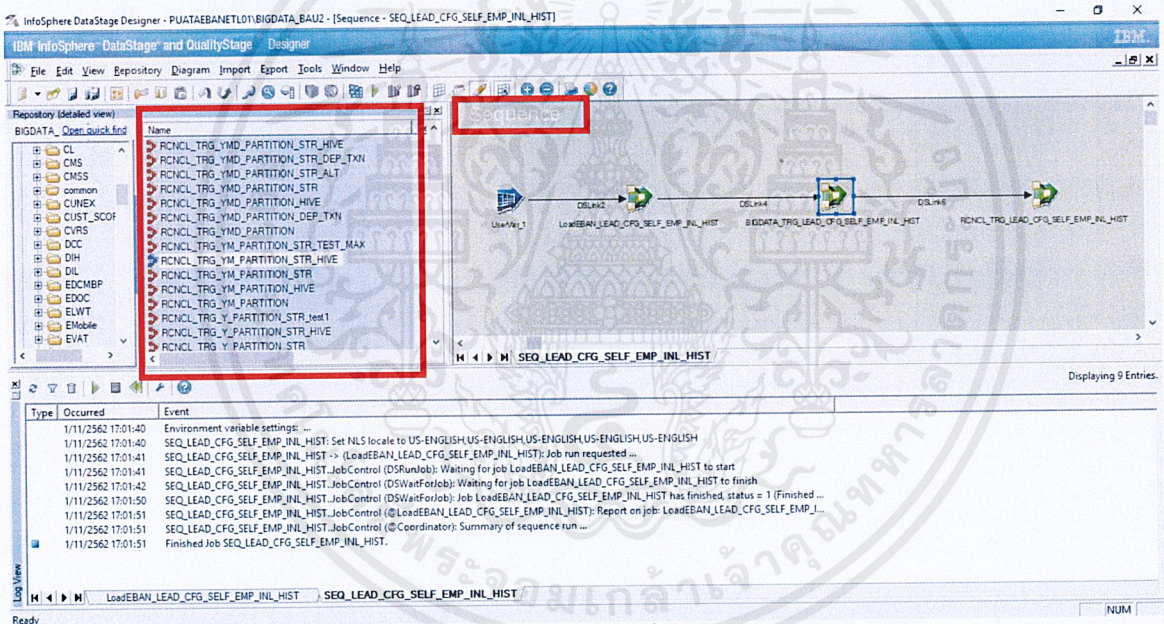 InfoSphere DataStage Designer - PUATAEBANETL01\BIGDATA_BAU2 - [Sequence - SEQ_LEAD_CFG_SELF_EMP_INL_HIST]
IBM InfoSphere DataStage and QualityStage Designer
IBM.
File Edit View Repository Diagram Import Export Tools Window Help
Repository (detailed view)
BIGDATA_ Open quick find
CL
CMS
CMSS
common
CUNEX
CUST_SCOF
CVRS
DCC
DIH
DIL
EDCMBP
EDOC
ELWT
EMobile
EVAT
Name
RCNCL_TRG_YMD_PARTITION_STR_HIVE
RCNCL_TRG_YMD_PARTITION_STR_DEP_TXN
RCNCL_TRG_YMD_PARTITION_STR_ALT
RCNCL_TRG_YMD_PARTITION_STR
RCNCL_TRG_YMD_PARTITION_HIVE
RCNCL_TRG_YMD_PARTITION_DEP_TXN
RCNCL_TRG_YMD_PARTITION
RCNCL_TRG_YM_PARTITION_STR_TEST_MAX
RCNCL_TRG_YM_PARTITION_STR_HIVE
RCNCL_TRG_YM_PARTITION_STR
RCNCL_TRG_YM_PARTITION_HIVE
RCNCL_TRG_YM_PARTITION
RCNCL_TRG_Y_PARTITION_STR_test1
RCNCL_TRG_Y_PARTITION_STR_HIVE
RCNCL_TRG_Y_PARTITION_STR
Sequence
UserVar_1
DSLink2
LoadEBAN_LEAD_CFG_SELF_EMP_INL_HIST
DSLink4
BIGDATA_TRG_LEAD_CFG_SELF_EMP_INL_HIST
DSLink6
RCNCL_TRG_LEAD_CFG_SELF_EMP_INL_HIST
SEQ_LEAD_CFG_SELF_EMP_INL_HIST
Displaying 9 Entries.
Type Occurred Event
1/11/2562 17:01:40 Environment variable settings: ...
1/11/2562 17:01:40 SEQ_LEAD_CFG_SELF_EMP_INL_HIST: Set NLS locale to US-ENGLISH,US-ENGLISH,US-ENGLISH,US-ENGLISH,US-ENGLISH
1/11/2562 17:01:41 SEQ_LEAD_CFG_SELF_EMP_INL_HIST -> (LoadEBAN_LEAD_CFG_SELF_EMP_INL_HIST): Job run requested ...
1/11/2562 17:01:41 SEQ_LEAD_CFG_SELF_EMP_INL_HIST..JobControl (DSRunJob): Waiting for job LoadEBAN_LEAD_CFG_SELF_EMP_INL_HIST to start
1/11/2562 17:01:42 SEQ_LEAD_CFG_SELF_EMP_INL_HIST..JobControl (DSWaitForJob): Waiting for job LoadEBAN_LEAD_CFG_SELF_EMP_INL_HIST to finish
1/11/2562 17:01:50 SEQ_LEAD_CFG_SELF_EMP_INL_HIST..JobControl (DSWaitForJob): Job LoadEBAN_LEAD_CFG_SELF_EMP_INL_HIST has finished, status = 1 (Finished ...
1/11/2562 17:01:51 SEQ_LEAD_CFG_SELF_EMP_INL_HIST..JobControl (@LoadEBAN_LEAD_CFG_SELF_EMP_INL_HIST): Report on job: LoadEBAN_LEAD_CFG_SELF_EMP_I...
1/11/2562 17:01:51 SEQ_LEAD_CFG_SELF_EMP_INL_HIST..JobControl (@Coordinator): Summary of sequence run ...
1/11/2562 17:01:51 Finished Job SEQ_LEAD_CFG_SELF_EMP_INL_HIST.
Log View
LoadEBAN_LEAD_CFG_SELF_EMP_INL_HIST SEQ_LEAD_CFG_SELF_EMP_INL_HIST
Ready
NUM